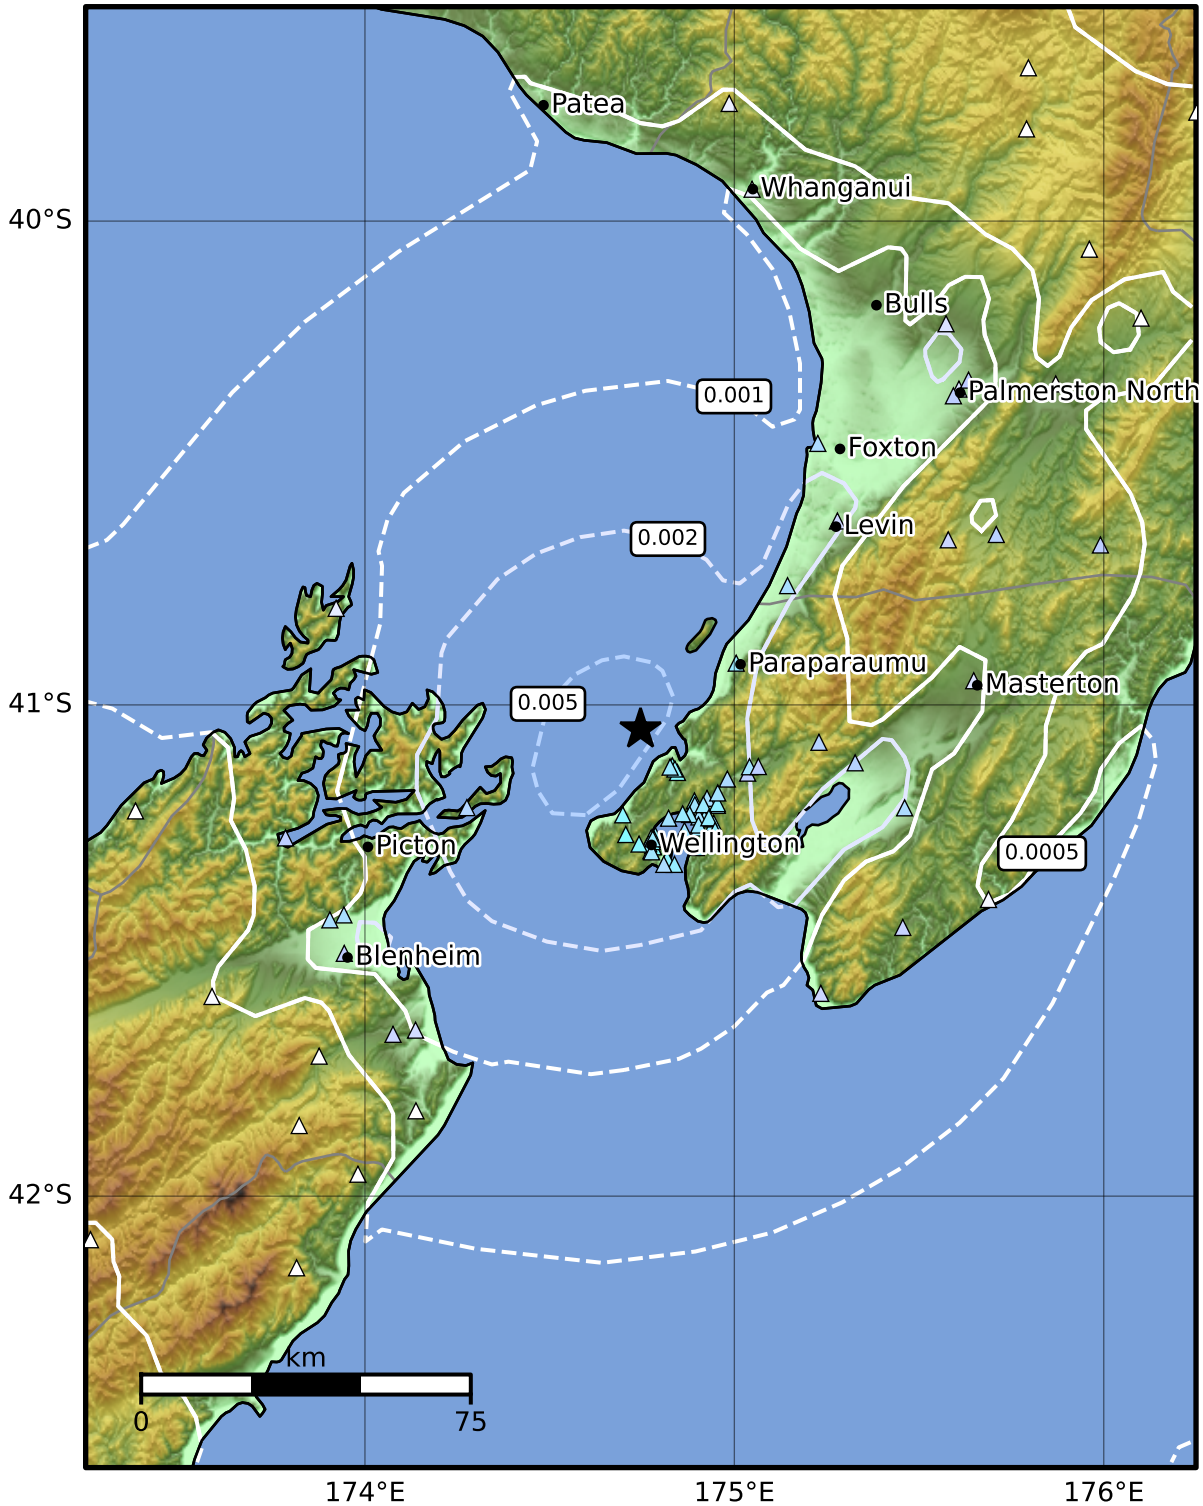 Patea
Whanganui
40°S
Bulls
0.001
Palmerston North
Foxton
Levin
0.002
Paraparaumu
Masterton
0.005
41°S
Picton
Wellington
0.0005
Blenheim
42°S
km
0
75
174°E
175°E
176°E